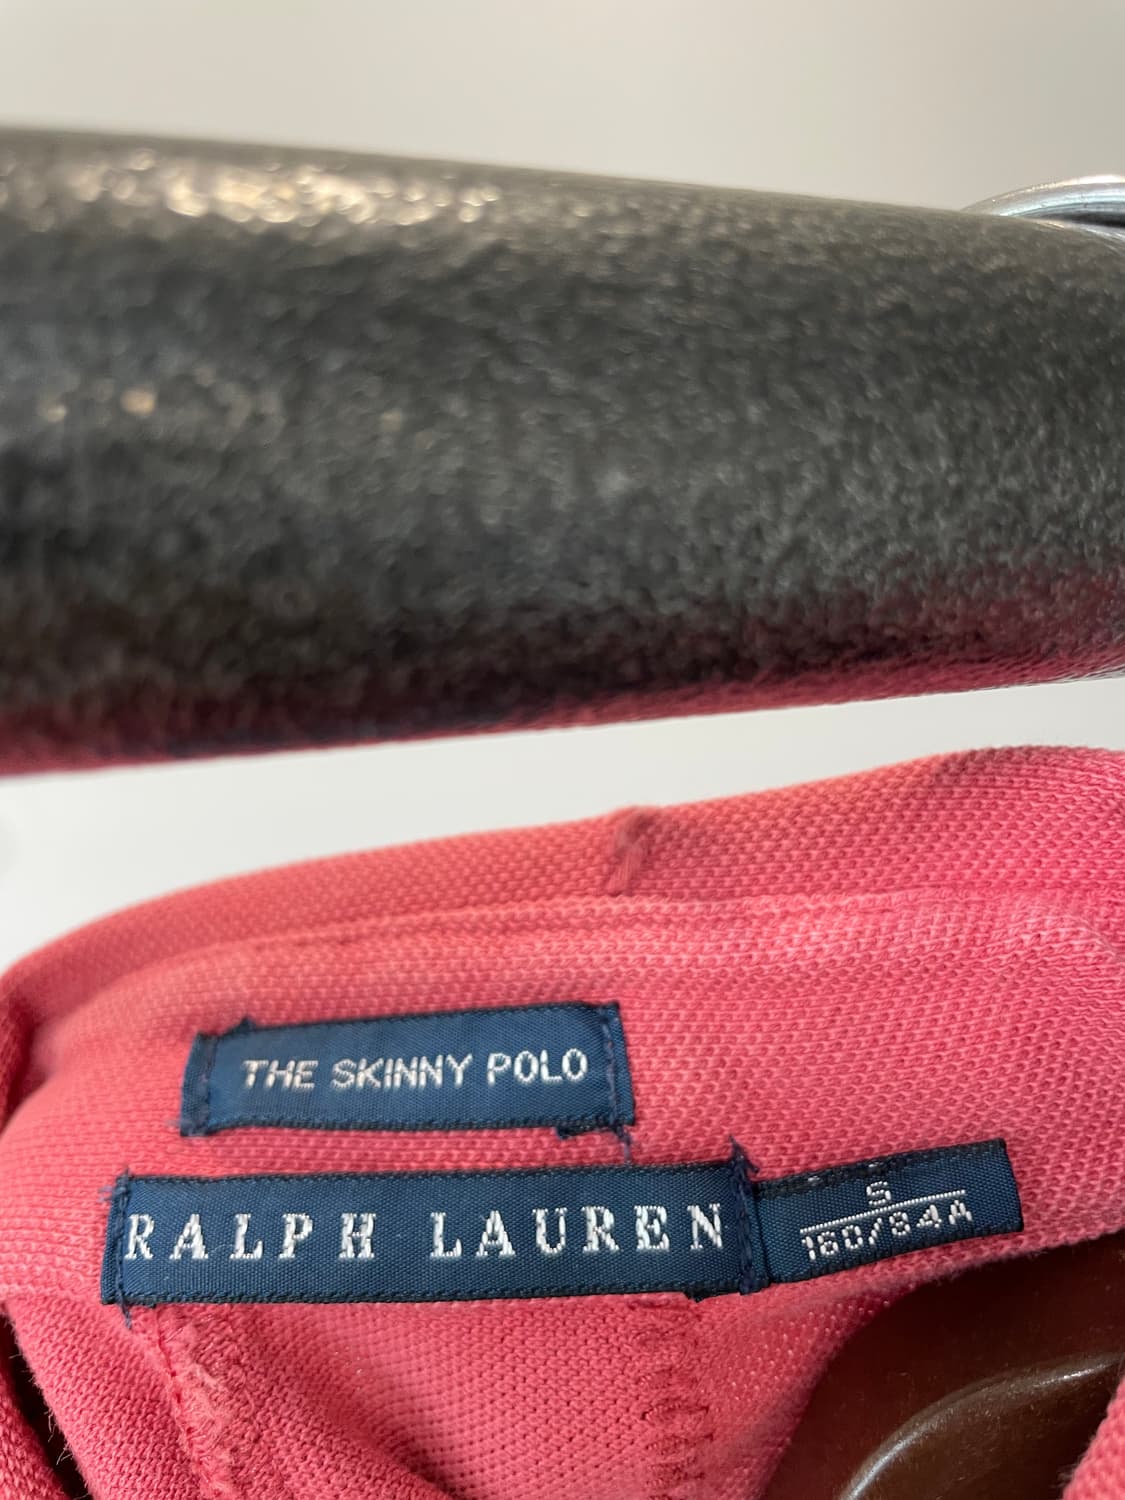 THE SKINNY POLO
RALPH LAUREN
S
160/84A